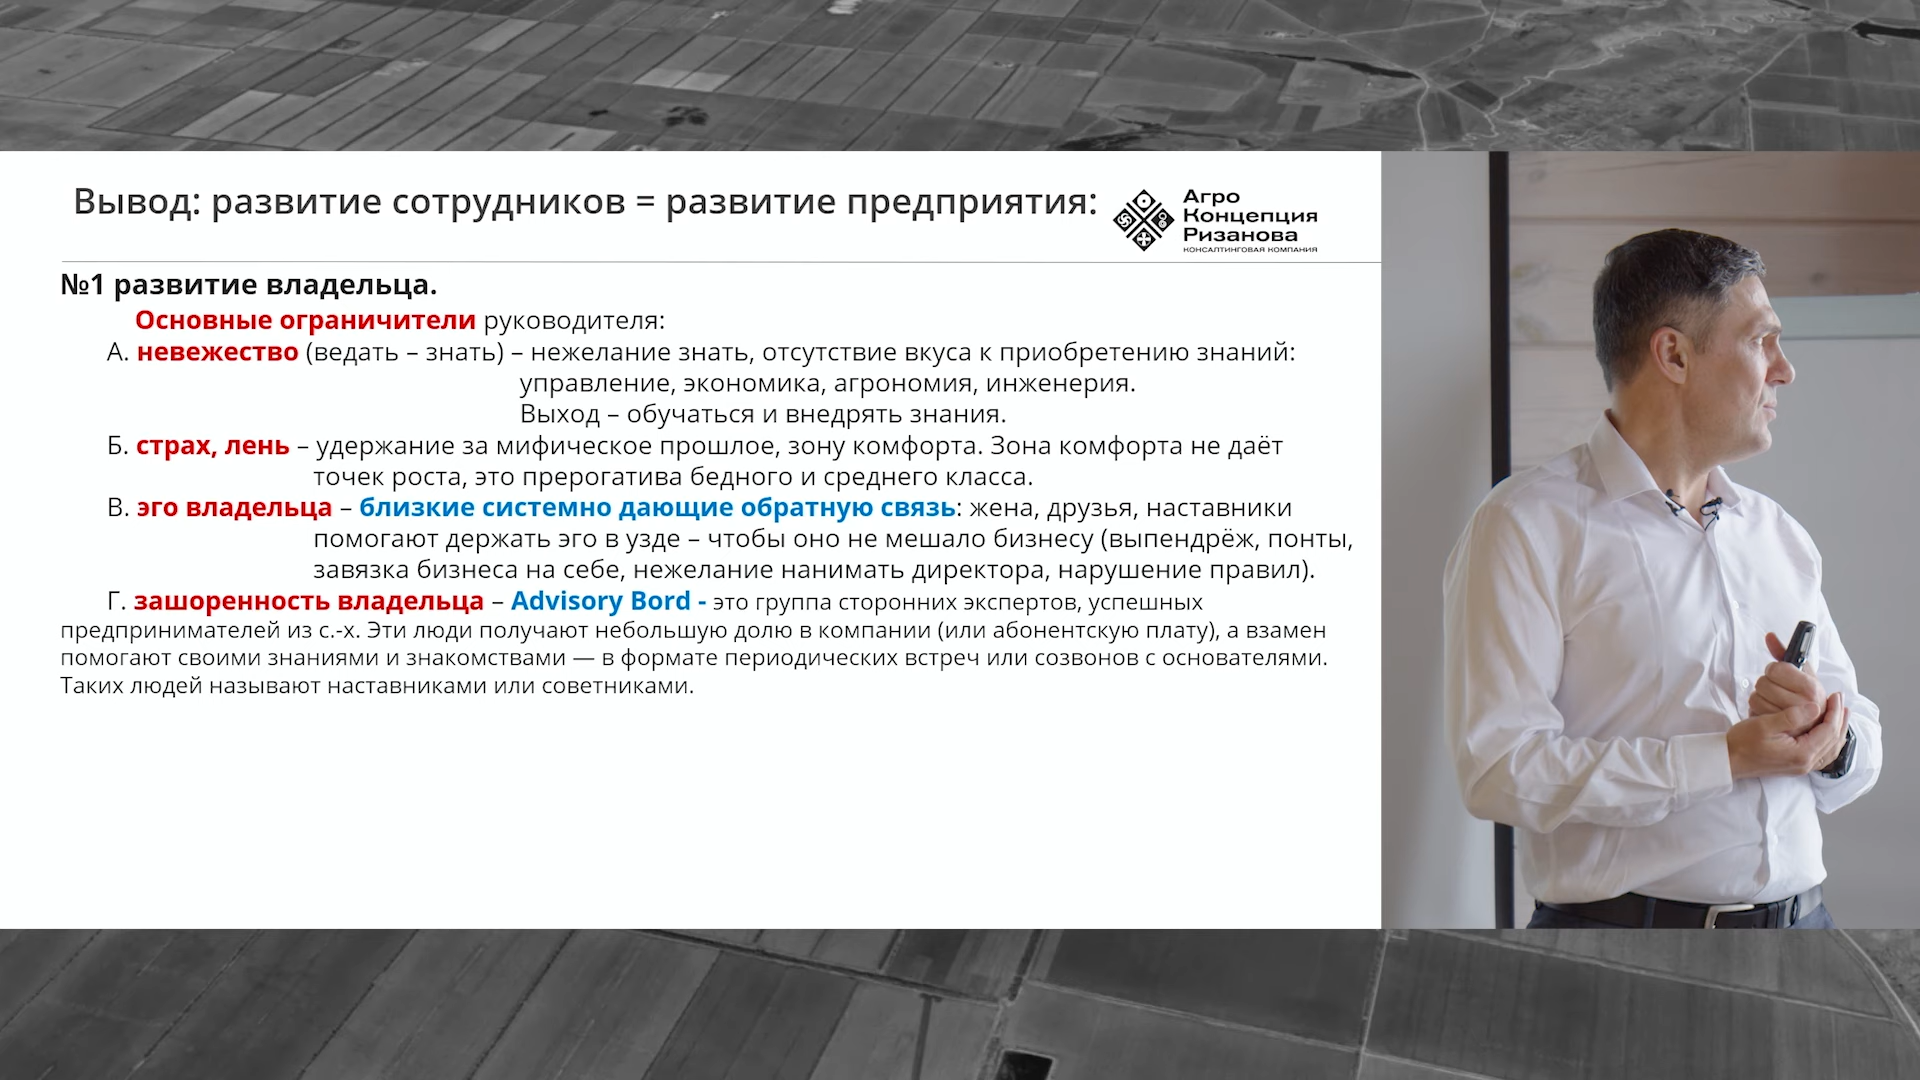 Вывод: развитие сотрудников = развитие предприятия:
Агро
Концепция
Ризанова
КОНСАЛТИНГОВАЯ КОМПАНИЯ
№1 развитие владельца.
Основные ограничители руководителя:
А. невежество (ведать – знать) – нежелание знать, отсутствие вкуса к приобретению знаний:
управление, экономика, агрономия, инженерия.
Выход – обучаться и внедрять знания.
Б. страх, лень – удержание за мифическое прошлое, зону комфорта. Зона комфорта не даёт
точек роста, это прерогатива бедного и среднего класса.
В. эго владельца – близкие системно дающие обратную связь: жена, друзья, наставники
помогают держать эго в узде – чтобы оно не мешало бизнесу (выпендрёж, понты,
завязка бизнеса на себе, нежелание нанимать директора, нарушение правил).
Г. зашоренность владельца – Advisory Bord - это группа сторонних экспертов, успешных
предпринимателей из с.-х. Эти люди получают небольшую долю в компании (или абонентскую плату), а взамен
помогают своими знаниями и знакомствами — в формате периодических встреч или созвонов с основателями.
Таких людей называют наставниками или советниками.